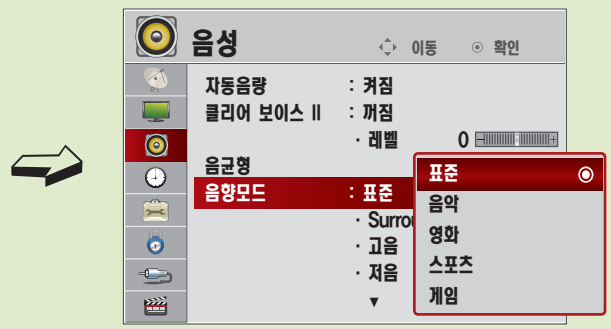 음성 이동 확인
자동음량 : 켜짐
클리어 보이스 II : 꺼짐
· 레벨 0
음균형
음향모드 : 표준
· Surrou
· 고음
· 저음
표준
음악
영화
스포츠
게임